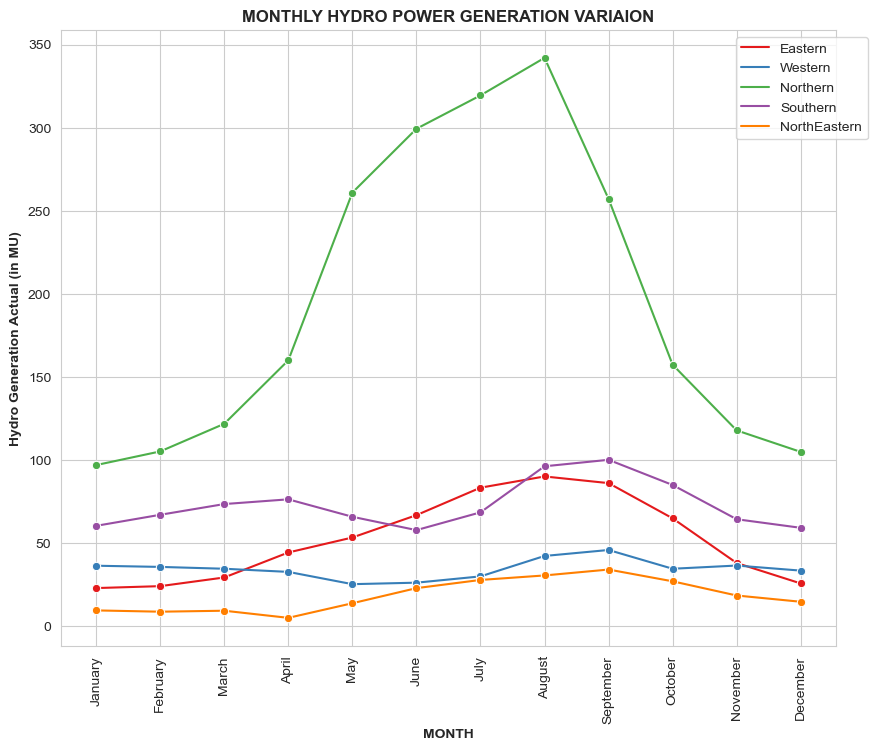 MONTHLY HYDRO POWER GENERATION VARIAION
Eastern
Western
Northern
Southern
NorthEastern
Hydro Generation Actual (in MU)
350
300
250
200
150
100
50
0
January
February
March
April
May
June
July
August
September
October
November
December
MONTH